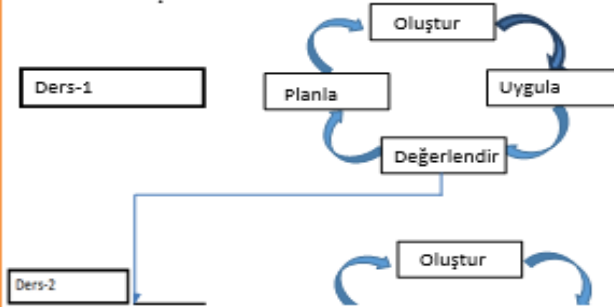 Oluştur
Ders-1
Planla
Uygula
Değerlendir
Oluştur
Ders-2